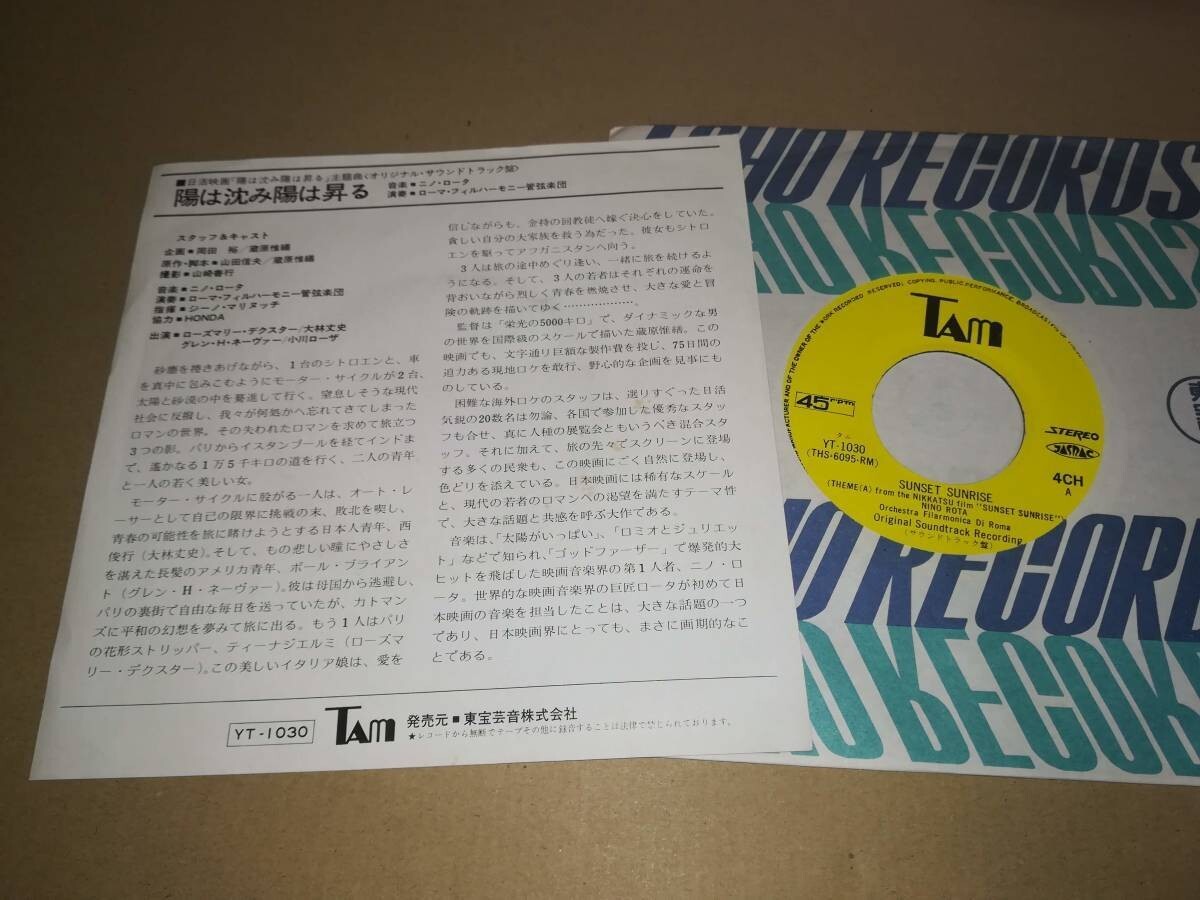 ■日活映画「陽は沈み陽は昇る」主題曲〈オリジナル・サウンドトラック盤〉
陽は沈み陽は昇る
音楽■ニノ・ロータ
演奏■ローマ・フィルハーモニー管弦楽団
スタッフ&キャスト
企画■岡田 裕/蔵原惟繕
原作・脚本■山田信夫/蔵原惟繕
撮影■山崎善行
音楽■ニノ・ロータ
演奏■ローマ・フィルハーモニー管弦楽団
指揮■ジーノ・マリヌッチ
協力■HONDA
出演■ローズマリー・デクスター/大林丈史
グレン・H・ネーヴァー/小川ローザ
砂塵を捲きあげながら、1台のシトロエンと、車
を真中に包みこむようにモーター・サイクルが2台、
太陽と砂漠の中を驀進して行く。窒息しそうな現代
社会に反撥し、我々が何処かへ忘れてきてしまった
ロマンの世界。その失われたロマンを求めて旅立つ
3つの影。パリからイスタンブールを経てインドま
で、遙かなる1万5千キロの道を行く、二人の青年
と一人の若く美しい女。
モーター・サイクルに股がる一人は、オート・レ
ーサーとして自己の限界に挑戦の末、敗北を喫し、
青春の可能性を旅に賭けようとする日本人青年、西
俊行(大林丈史)。そして、もの悲しい瞳にやさしさ
を湛えた長髪のアメリカ青年、ポール・ブライアン
ト(グレン・H・ネーヴァー)。彼は母国から逃避し、
パリの裏街で自由な毎日を送っていたが、カトマン
ズに平和の幻想を夢みて旅に出る。もう1人はパリ
の花形ストリッパー、ティーナジエルミ(ローズマ
リー・デクスター)。この美しいイタリア娘は、愛を
信じながらも、金持の回教徒へ嫁ぐ決心をしていた。
貧しい自分の大家族を救う為だった。彼女もシトロ
エンを駆ってアフガニスタンへ向う。
3人は旅の途中めぐり逢い、一緒に旅を続けるよ
うになる。そして、3人の若者はそれぞれの運命を
背おいながら烈しく青春を燃焼させ、大きな愛と冒
険の軌跡を描いてゆく………………。
監督は「栄光の5000キロ」で、ダイナミックな男
の世界を国際級のスケールで描いた蔵原惟繕。この
映画でも、文字通り巨額な製作費を投じ、75日間の
迫力ある現地ロケを敢行、野心的な企画を見事にも
のしている。
困難な海外ロケのスタッフは、選りすぐった日活
気鋭の20数名は勿論、各国で参加した優秀なスタッ
フも合せ、真に人種の展覧会ともいうべき混合スタ
ッフ。それに加えて、旅の先々でスクリーンに登場
する多くの民衆も、この映画にごく自然に登場し、
色どりを添えている。日本映画には稀有なスケール
と、現代の若者のロマンへの渇望を満たすテーマ性
で、大きな話題と共感を呼ぶ大作である。
音楽は、「太陽がいっぱい」、「ロミオとジュリエッ
ト」などで知られ、「ゴッドファーザー」で爆発的大
ヒットを飛ばした映画音楽界の第1人者、ニノ・ロ
ータ。世界的な映画音楽界の巨匠ロータが初めて日
本映画の音楽を担当したことは、大きな話題の一つ
であり、日本映画界にとっても、まさに画期的なこ
とである。
YT-1030
TAM
発売元■東宝芸音株式会社
★レコードから無断でテープその他に録音することは法律で禁じられております。
RECORDS
TAM
45rpm
YT-1030
(THS-6095-RM)
STEREO
JASRAC
4CH
A
SUNSET SUNRISE
(THEME(A) from the NIKKATSU film "SUNSET SUNRISE")
NINO ROTA
Orchestra Filarmonica Di Roma
Original Soundtrack Recording
(サウンドトラック盤)
RECORDS